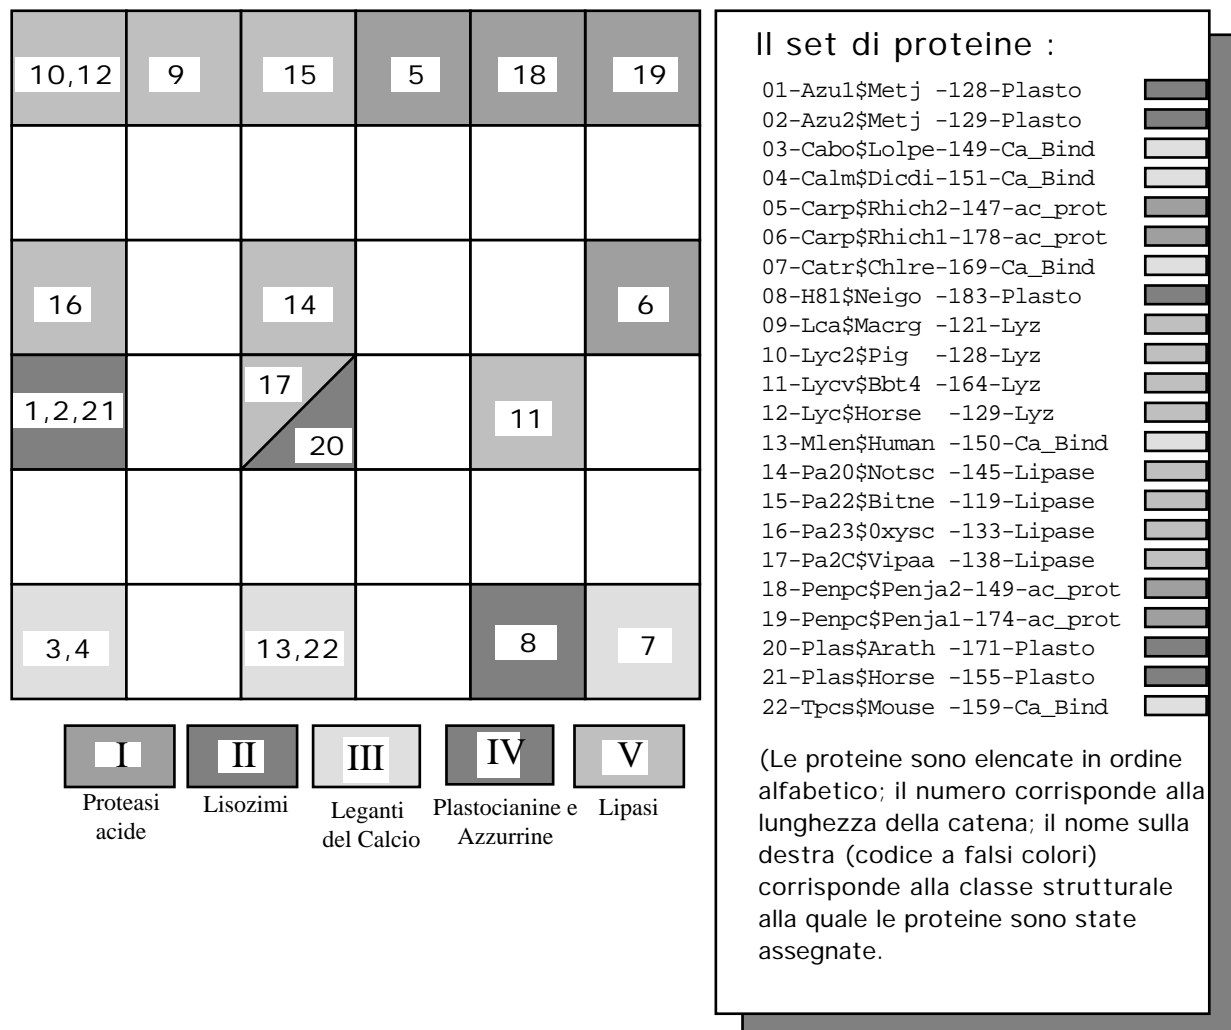 10,12 9 15 5 18 19
16 14 6
1,2,21 17 20 11
3,4 13,22 8 7
I II III IV V
Proteasi acide
Lisozimi
Leganti del Calcio
Plastocianine e Azzurrine
Lipasi
Il set di proteine :
01-Azu1$Metj -128-Plasto
02-Azu2$Metj -129-Plasto
03-Cabo$Lolpe-149-Ca_Bind
04-Calm$Dicdi-151-Ca_Bind
05-Carp$Rhich2-147-ac_prot
06-Carp$Rhich1-178-ac_prot
07-Catr$Chlre-169-Ca_Bind
08-H81$Neigo -183-Plasto
09-Lca$Macrg -121-Lyz
10-Lyc2$Pig -128-Lyz
11-Lycv$Bbt4 -164-Lyz
12-Lyc$Horse -129-Lyz
13-Mlen$Human -150-Ca_Bind
14-Pa20$Notsc -145-Lipase
15-Pa22$Bitne -119-Lipase
16-Pa23$0xysc -133-Lipase
17-Pa2C$Vipaa -138-Lipase
18-Penpc$Penja2-149-ac_prot
19-Penpc$Penja1-174-ac_prot
20-Plas$Arath -171-Plasto
21-Plas$Horse -155-Plasto
22-Tpcs$Mouse -159-Ca_Bind
(Le proteine sono elencate in ordine
alfabetico; il numero corrisponde alla
lunghezza della catena; il nome sulla
destra (codice a falsi colori)
corrisponde alla classe strutturale
alla quale le proteine sono state
assegnate.